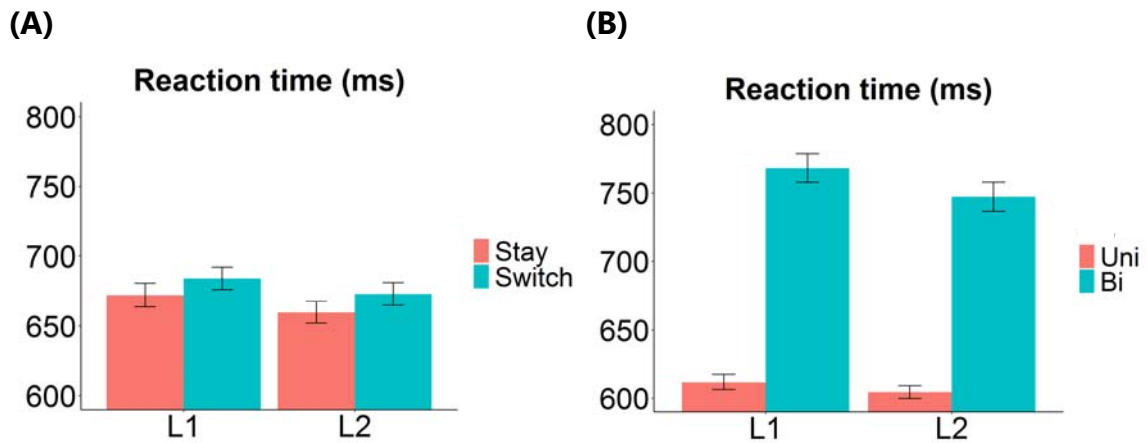 (A)
Reaction time (ms)
800
750
700
650
600
L1 L2
Stay
Switch
(B)
Reaction time (ms)
800
750
700
650
600
L1 L2
Uni
Bi